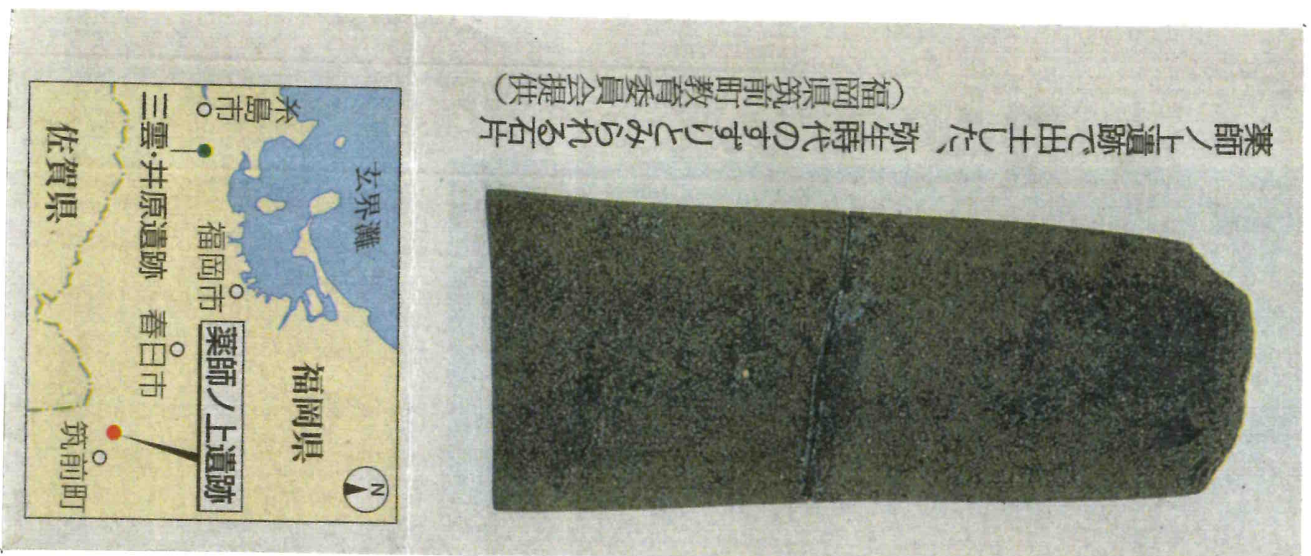 薬師ノ上遺跡で出土した、弥生時代のすずりとみられる石片
（福岡県筑前町教育委員会提供）
N
玄界灘
糸島市
三雲・井原遺跡
佐賀県
福岡市
春日市
福岡県
薬師ノ上遺跡
筑前町